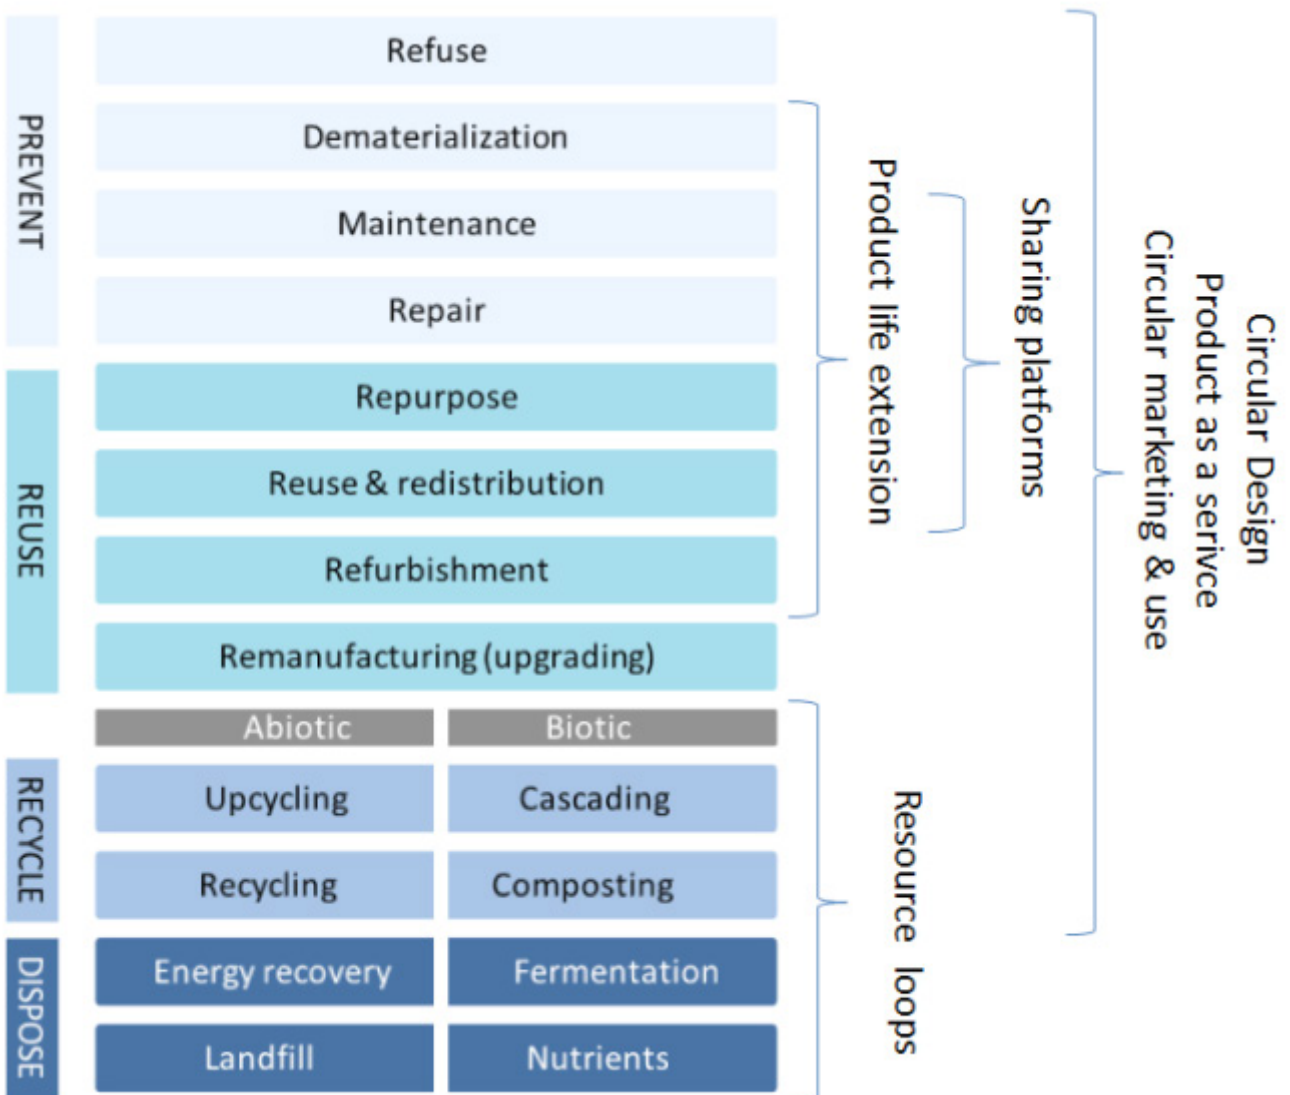 PREVENT
Refuse
Dematerialization
Maintenance
Repair
REUSE
Repurpose
Reuse & redistribution
Refurbishment
Remanufacturing (upgrading)
Abiotic
Biotic
RECYCLE
Upcycling
Cascading
Recycling
Composting
DISPOSE
Energy recovery
Fermentation
Landfill
Nutrients
Product life extension
Sharing platforms
Resource loops
Circular Design
Product as a serivce
Circular marketing & use